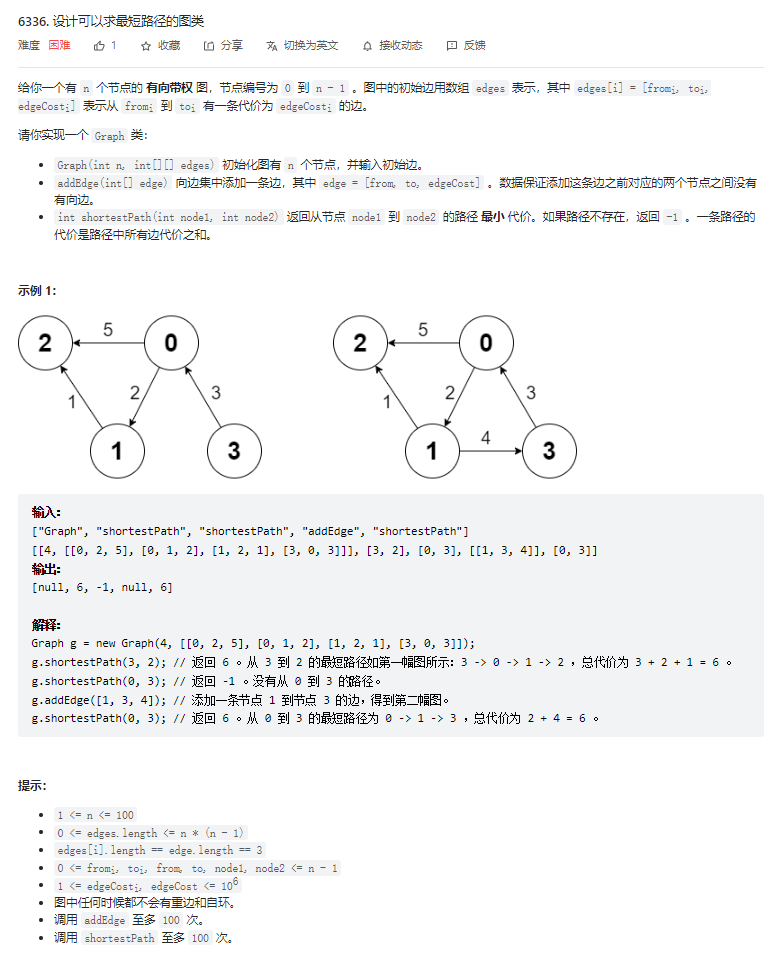 6336. 设计可以求最短路径的图类
难度 困难 1 收藏 分享 切换为英文 接收动态 反馈
给你一个有 n 个节点的 有向带权 图，节点编号为 0 到 n - 1 。图中的初始边用数组 edges 表示，其中 edges[i] = [fromᵢ, toᵢ,
edgeCostᵢ] 表示从 fromᵢ 到 toᵢ 有一条代价为 edgeCostᵢ 的边。
请你实现一个 Graph 类：
• Graph(int n, int[][] edges) 初始化图有 n 个节点，并输入初始边。
• addEdge(int[] edge) 向边集中添加一条边，其中 edge = [from, to, edgeCost] 。数据保证添加这条边之前对应的两个节点之间没有
有向边。
• int shortestPath(int node1, int node2) 返回从节点 node1 到 node2 的路径 最小 代价。如果路径不存在，返回 -1 。一条路径的
代价是路径中所有边代价之和。
示例 1：
2 5 0 2 5 0
1 2 3 1 2 3
1 3 1 4 3
输入：
["Graph", "shortestPath", "shortestPath", "addEdge", "shortestPath"]
[[4, [[0, 2, 5], [0, 1, 2], [1, 2, 1], [3, 0, 3]]], [3, 2], [0, 3], [[1, 3, 4]], [0, 3]]
输出：
[null, 6, -1, null, 6]
解释：
Graph g = new Graph(4, [[0, 2, 5], [0, 1, 2], [1, 2, 1], [3, 0, 3]]);
g.shortestPath(3, 2); // 返回 6 。从 3 到 2 的最短路径如第一幅图所示：3 -> 0 -> 1 -> 2 ，总代价为 3 + 2 + 1 = 6 。
g.shortestPath(0, 3); // 返回 -1 。没有从 0 到 3 的路径。
g.addEdge([1, 3, 4]); // 添加一条节点 1 到节点 3 的边，得到第二幅图。
g.shortestPath(0, 3); // 返回 6 。从 0 到 3 的最短路径为 0 -> 1 -> 3 ，总代价为 2 + 4 = 6 。
提示：
• 1 <= n <= 100
• 0 <= edges.length <= n * (n - 1)
• edges[i].length == edge.length == 3
• 0 <= fromᵢ, toᵢ, from, to, node1, node2 <= n - 1
• 1 <= edgeCostᵢ, edgeCost <= 10⁶
• 图中任何时候都不会有重边和自环。
• 调用 addEdge 至多 100 次。
• 调用 shortestPath 至多 100 次。